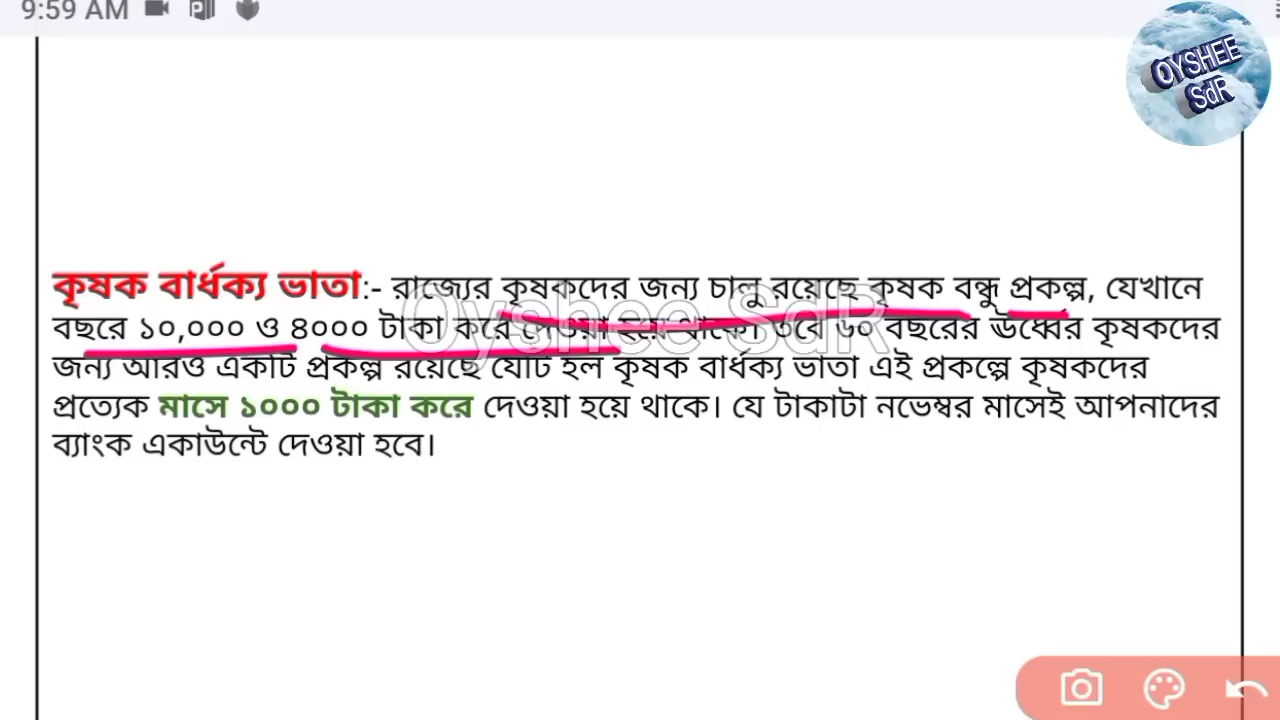 9:59 AM
OYSHEE
SdR
কৃষক বার্ধক্য ভাতা:- রাজ্যের কৃষকদের জন্য চালু রয়েছে কৃষক বন্ধু প্রকল্প, যেখানে
বছরে ১০,০০০ ও ৪০০০ টাকা করে দেওয়া হয়ে থাকে। তবে ৬০ বছরের ঊর্ধ্বের কৃষকদের
জন্য আরও একটি প্রকল্প রয়েছে যেটি হল কৃষক বার্ধক্য ভাতা এই প্রকল্পে কৃষকদের
প্রত্যেক মাসে ১০০০ টাকা করে দেওয়া হয়ে থাকে। যে টাকাটা নভেম্বর মাসেই আপনাদের
ব্যাংক একাউন্টে দেওয়া হবে।
Oyshee SdR